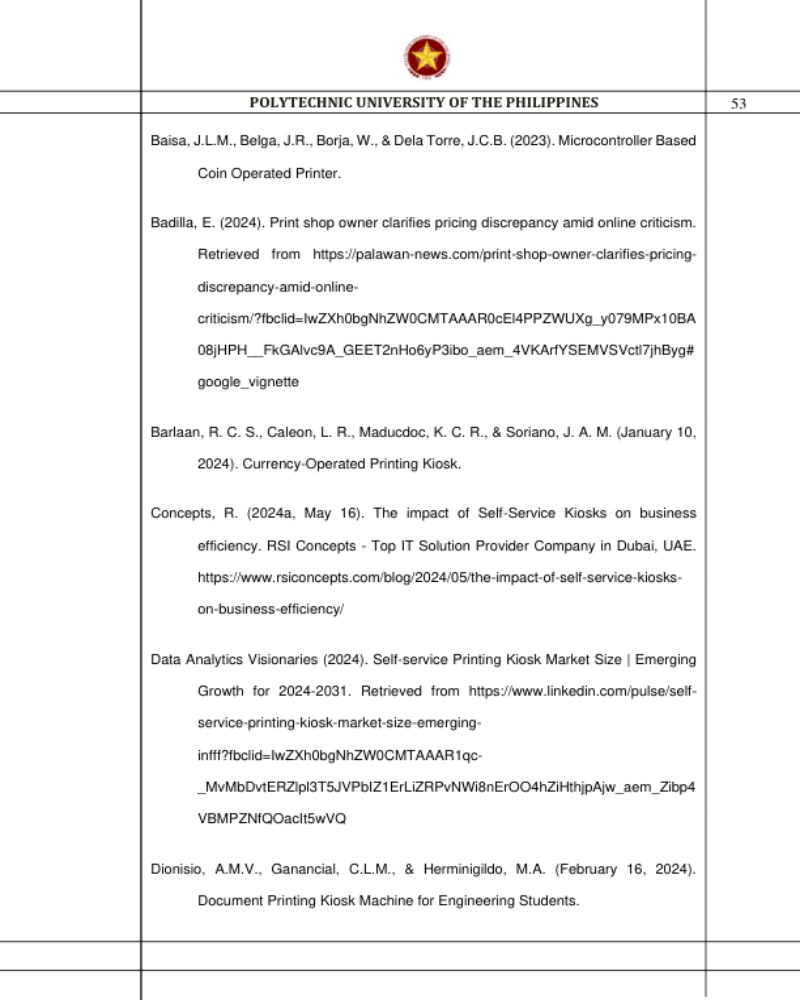 POLYTECHNIC UNIVERSITY OF THE PHILIPPINES
53
Baisa, J.L.M., Belga, J.R., Borja, W., & Dela Torre, J.C.B. (2023). Microcontroller Based
Coin Operated Printer.
Badilla, E. (2024). Print shop owner clarifies pricing discrepancy amid online criticism.
Retrieved from https://palawan-news.com/print-shop-owner-clarifies-pricing-
discrepancy-amid-online-
criticism/?fbclid=IwZXh0bgNhZW0CMTAAAR0cEl4PPZWUXg_y079MPx10BA
08jHPH__FkGAlvc9A_GEET2nHo6yP3ibo_aem_4VKArfYSEMVSVctl7jhByg#
google_vignette
Barlaan, R. C. S., Caleon, L. R., Maducdoc, K. C. R., & Soriano, J. A. M. (January 10,
2024). Currency-Operated Printing Kiosk.
Concepts, R. (2024a, May 16). The impact of Self-Service Kiosks on business
efficiency. RSI Concepts - Top IT Solution Provider Company in Dubai, UAE.
https://www.rsiconcepts.com/blog/2024/05/the-impact-of-self-service-kiosks-
on-business-efficiency/
Data Analytics Visionaries (2024). Self-service Printing Kiosk Market Size | Emerging
Growth for 2024-2031. Retrieved from https://www.linkedin.com/pulse/self-
service-printing-kiosk-market-size-emerging-
infff?fbclid=IwZXh0bgNhZW0CMTAAAR1qc-
_MvMbDvtERZlpl3T5JVPbIZ1ErLiZRPvNWi8nErOO4hZiHthjpAjw_aem_Zibp4
VBMPZNfQOacIt5wVQ
Dionisio, A.M.V., Ganancial, C.L.M., & Herminigildo, M.A. (February 16, 2024).
Document Printing Kiosk Machine for Engineering Students.